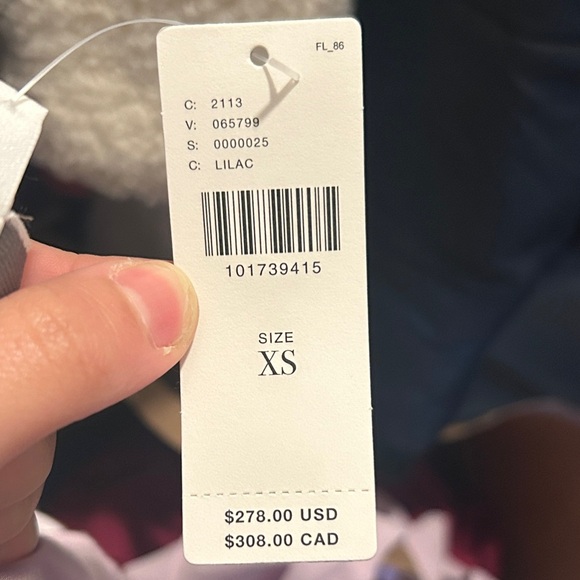 FL_86
C: 2113
V: 065799
S: 0000025
C: LILAC
101739415
SIZE
XS
$278.00 USD
$308.00 CAD